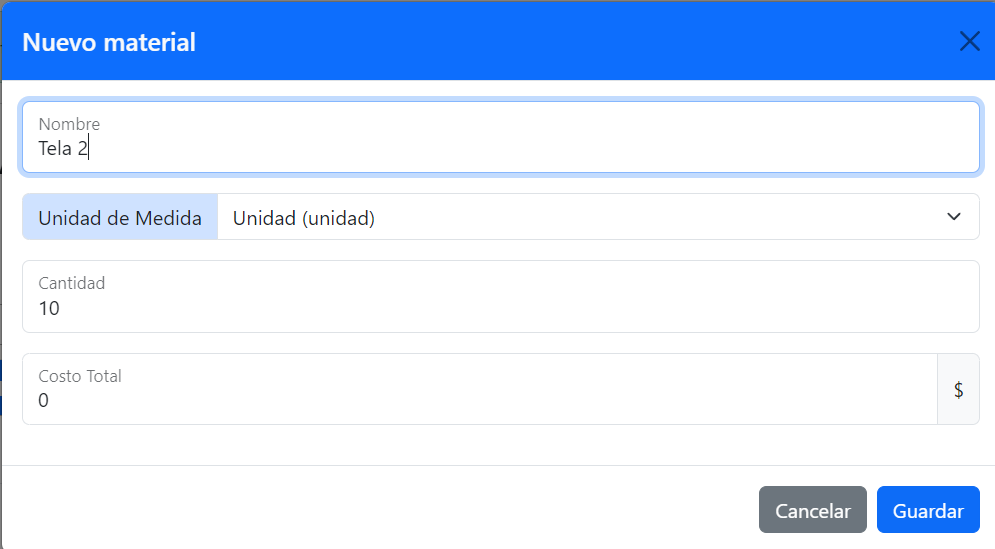 Nuevo material
Nombre
Tela 2
Unidad de Medida Unidad (unidad)
Cantidad
10
Costo Total
0
$
Cancelar Guardar